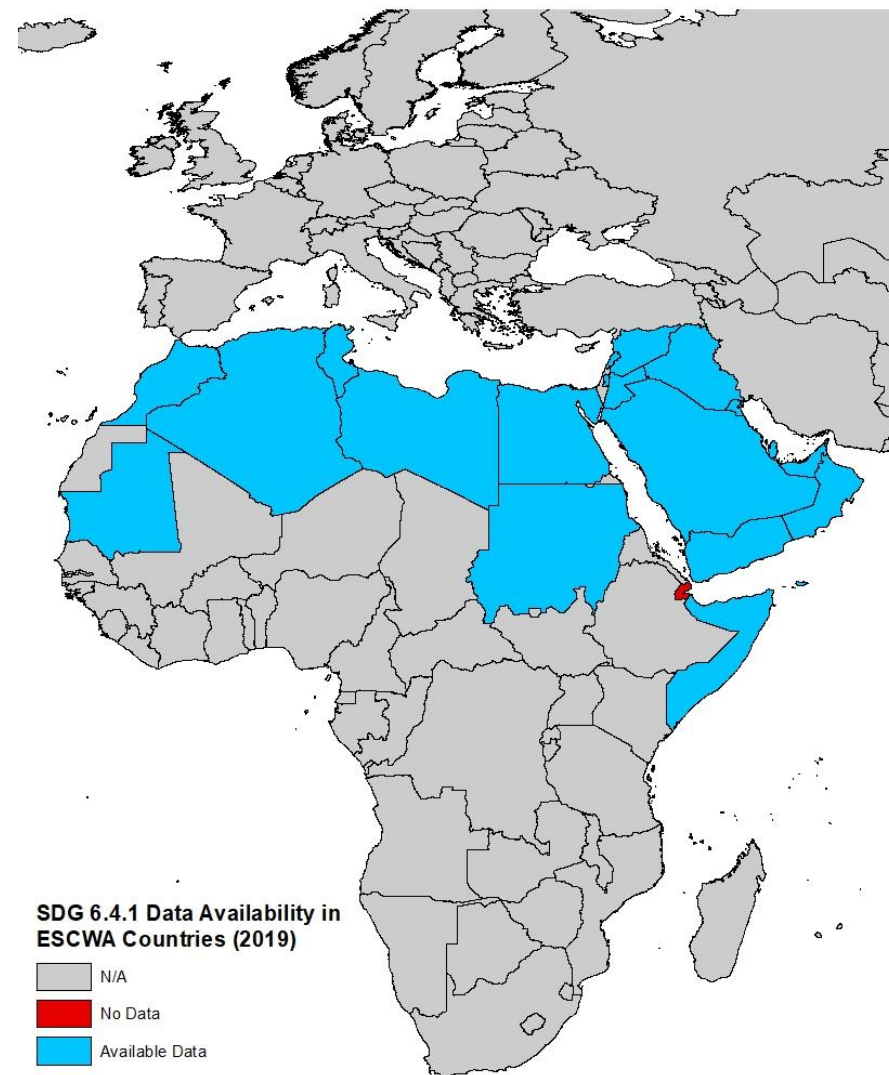 SDG 6.4.1 Data Availability in
ESCWA Countries (2019)
N/A
No Data
Available Data